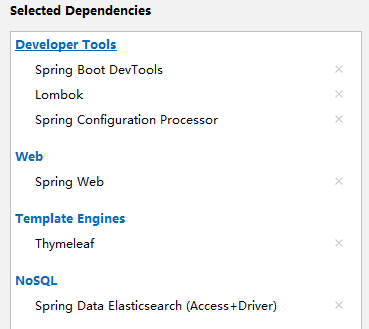 Selected Dependencies
Developer Tools
Spring Boot DevTools
Lombok
Spring Configuration Processor
Web
Spring Web
Template Engines
Thymeleaf
NoSQL
Spring Data Elasticsearch (Access+Driver)